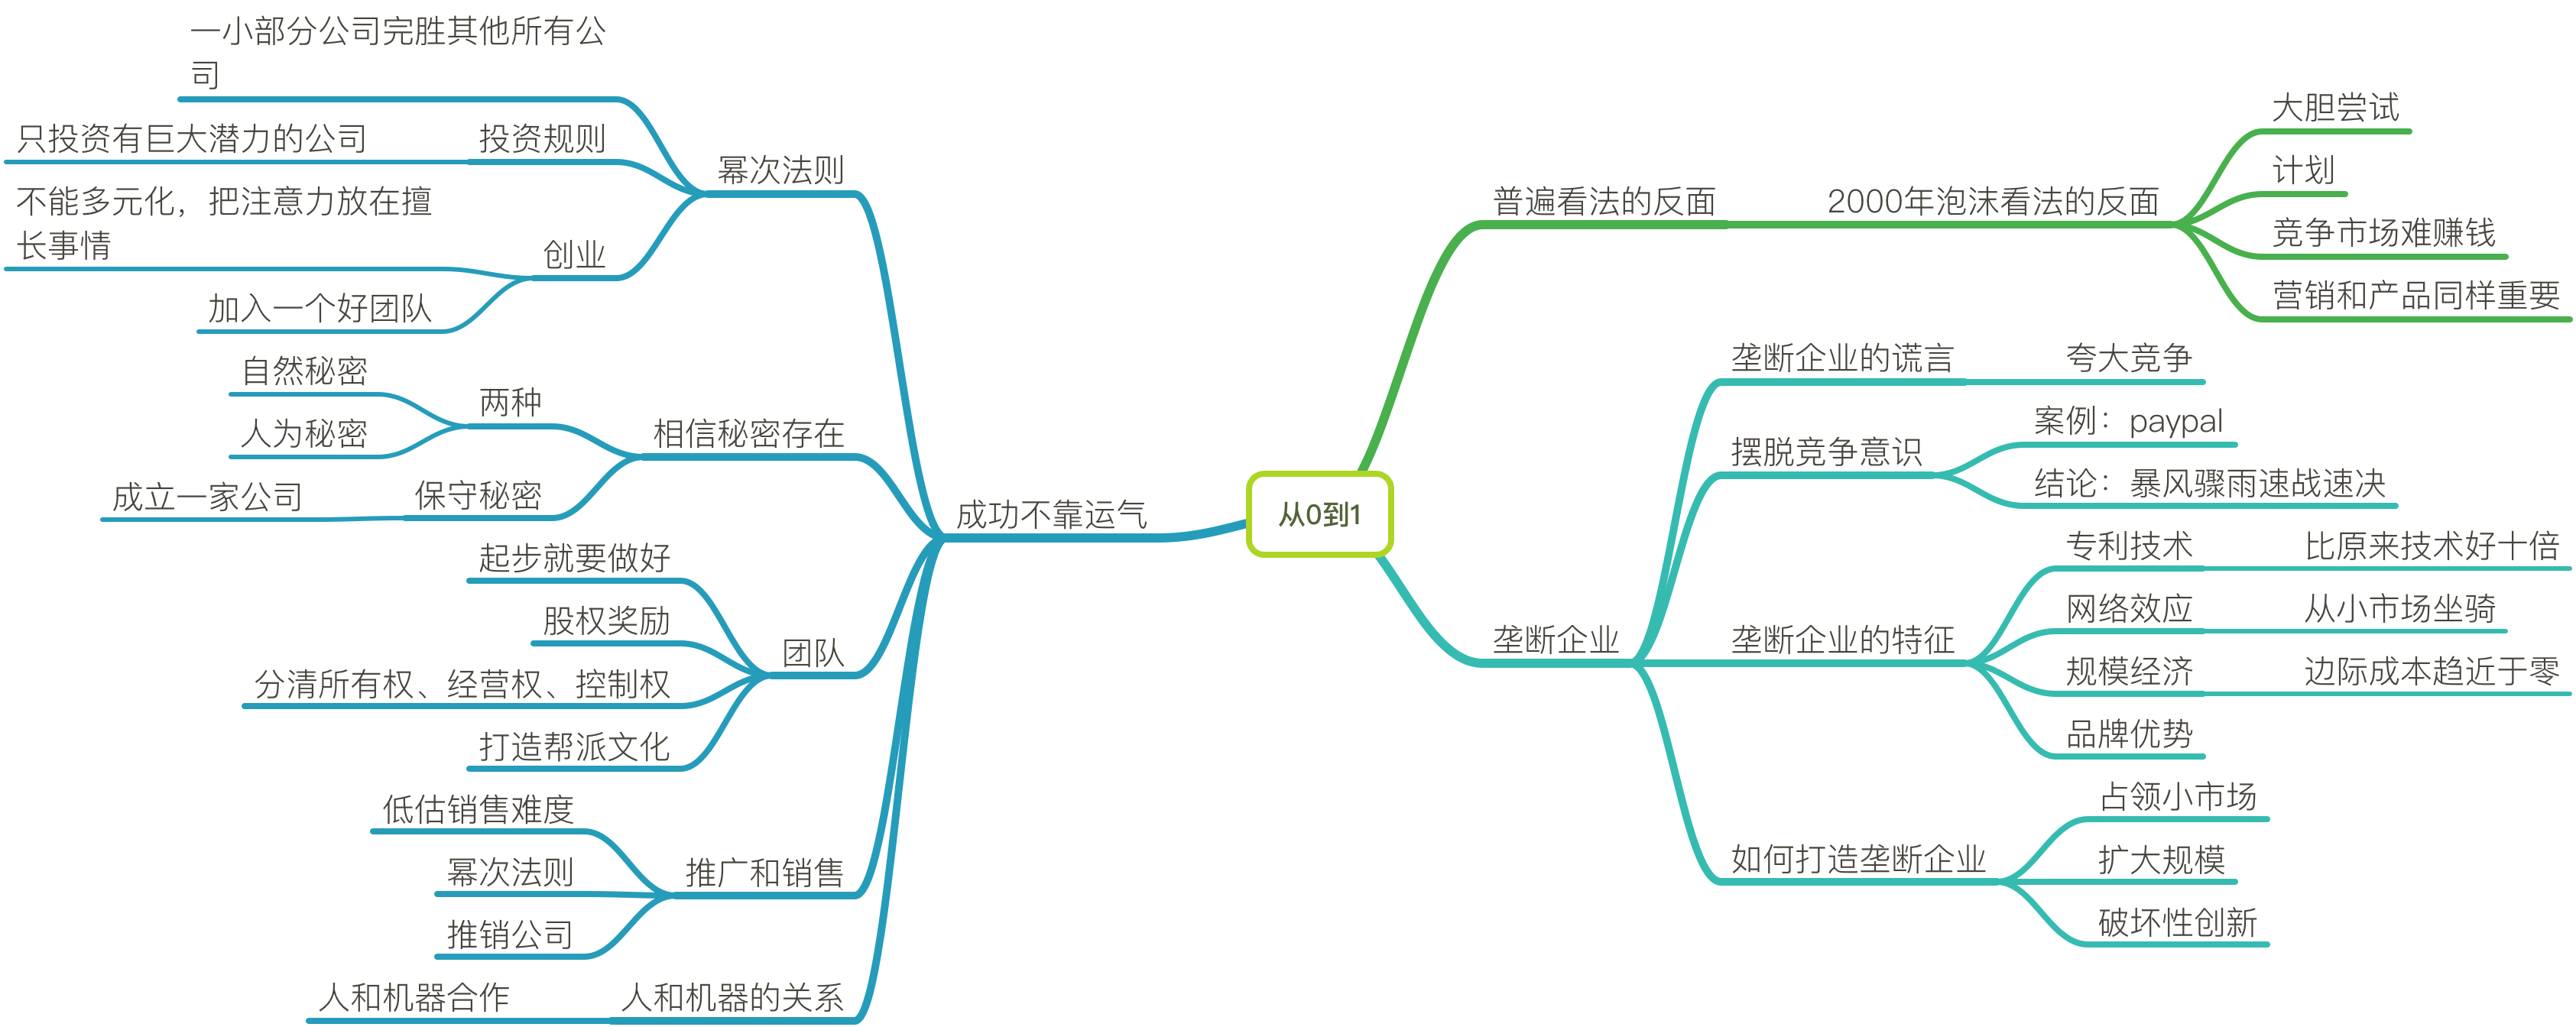 从0到1
普遍看法的反面
2000年泡沫看法的反面
大胆尝试
计划
竞争市场难赚钱
营销和产品同样重要
垄断企业
垄断企业的谎言
夸大竞争
摆脱竞争意识
案例：paypal
结论：暴风骤雨速战速决
垄断企业的特征
专利技术
比原来技术好十倍
网络效应
从小市场坐骑
规模经济
边际成本趋近于零
品牌优势
如何打造垄断企业
占领小市场
扩大规模
破坏性创新
成功不靠运气
幂次法则
一小部分公司完胜其他所有公
司
投资规则
只投资有巨大潜力的公司
创业
不能多元化，把注意力放在擅
长事情
加入一个好团队
相信秘密存在
两种
自然秘密
人为秘密
保守秘密
成立一家公司
团队
起步就要做好
股权奖励
分清所有权、经营权、控制权
打造帮派文化
推广和销售
低估销售难度
幂次法则
推销公司
人和机器的关系
人和机器合作